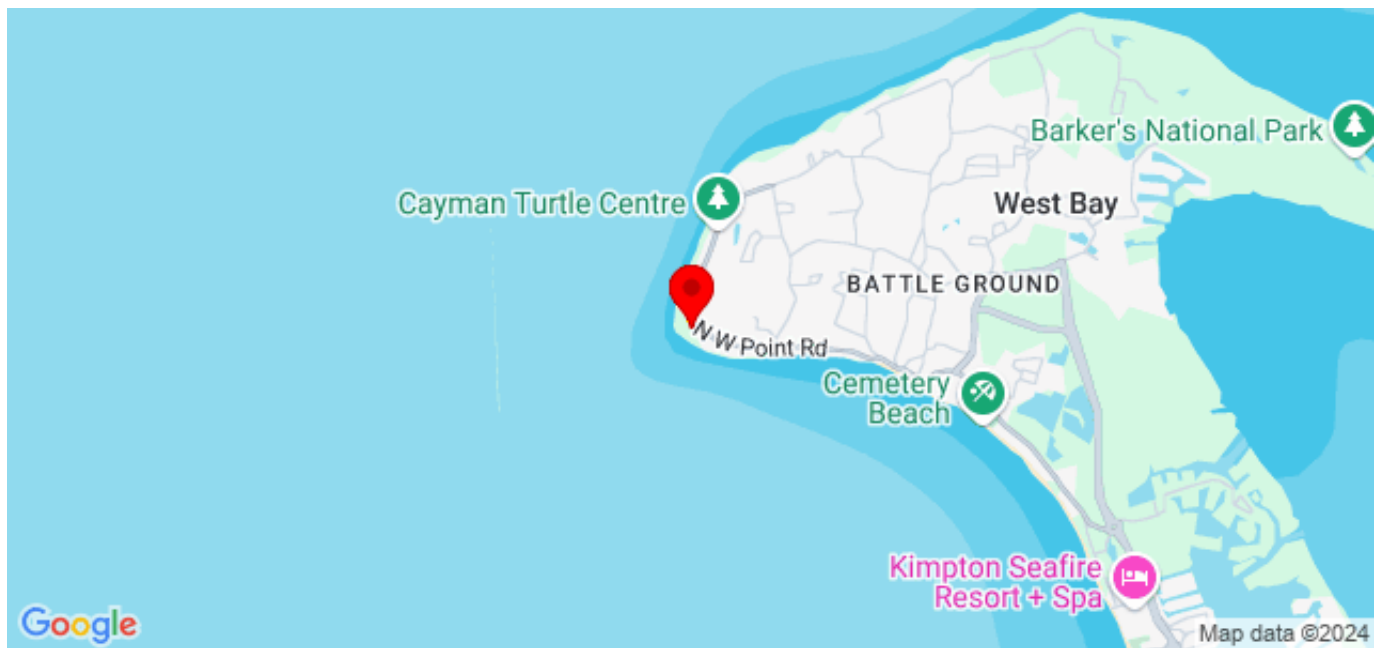 Barker's National Park
Cayman Turtle Centre
West Bay
BATTLE GROUND
N W Point Rd
Cemetery
Beach
Kimpton Seafire
Resort + Spa
Google
Map data ©2024